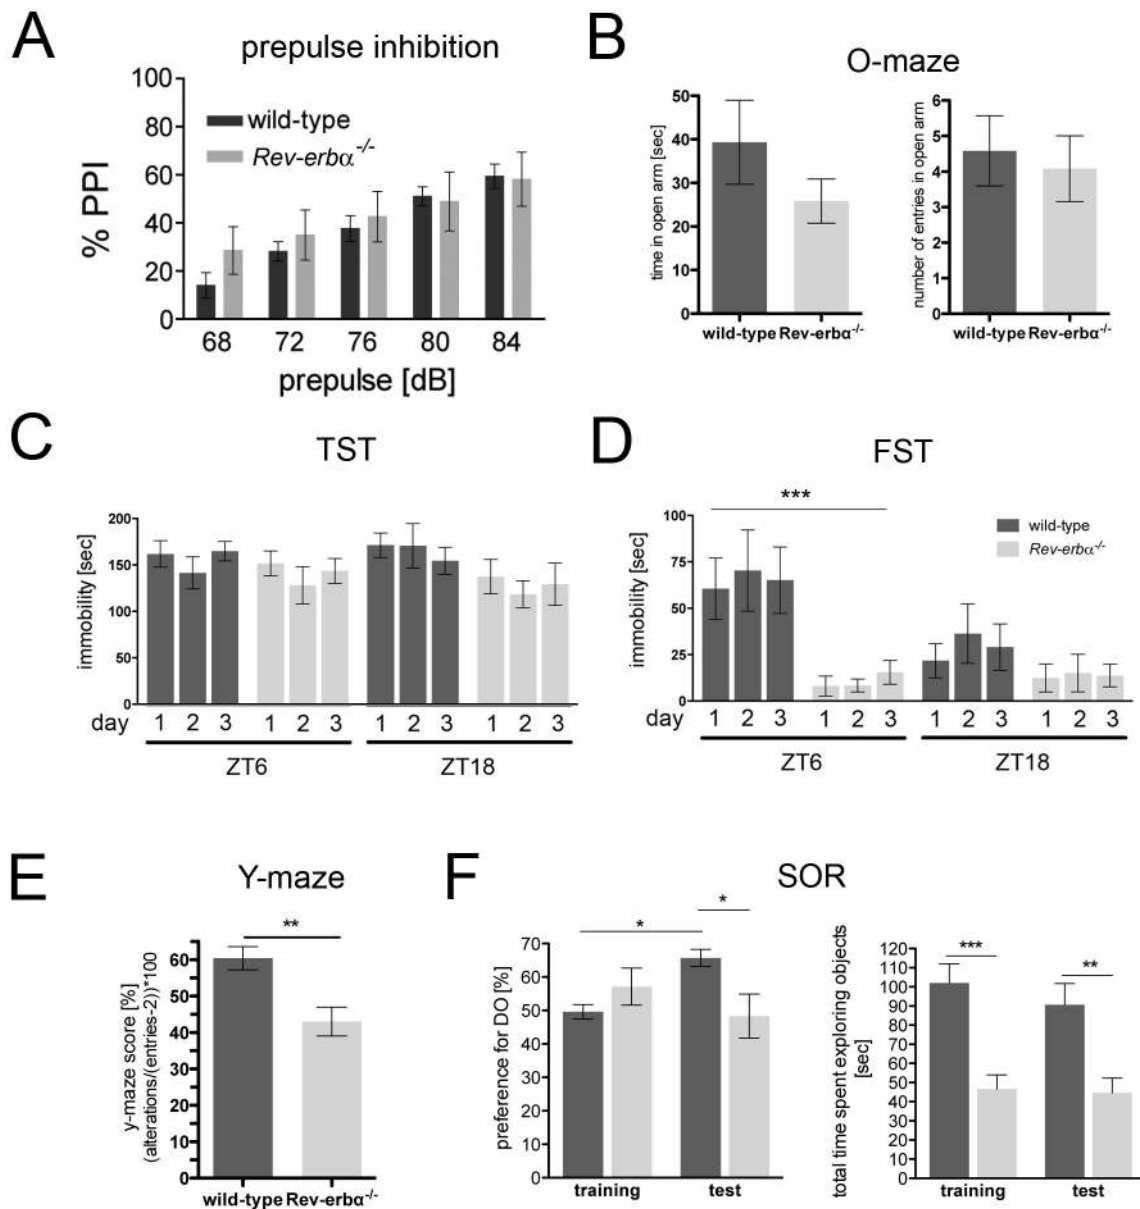 A
prepulse inhibition
100
80
60
40
20
0
% PPI
wild-type
Rev-erbα-/-
68 72 76 80 84
prepulse [dB]
B
O-maze
50
40
30
20
10
0
time in open arm [sec]
wild-type Rev-erbα-/-
6
5
4
3
2
1
0
number of entries in open arm
wild-type Rev-erbα-/-
C
TST
200
150
100
50
0
immobility [sec]
day 1 2 3 1 2 3 1 2 3 1 2 3
ZT6 ZT18
D
FST
***
100
75
50
25
0
immobility [sec]
wild-type
Rev-erbα-/-
day 1 2 3 1 2 3 1 2 3 1 2 3
ZT6 ZT18
E
Y-maze
**
60
50
40
40
30
20
10
0
y-maze score [%]
(alterations/(entries-2))*100
wild-type Rev-erbα-/-
F
SOR
*
*
70
60
50
40
30
20
10
0
preference for DO [%]
training test
***
**
120
110
100
90
80
70
60
50
40
30
20
10
0
total time spent exploring objects
[sec]
training test